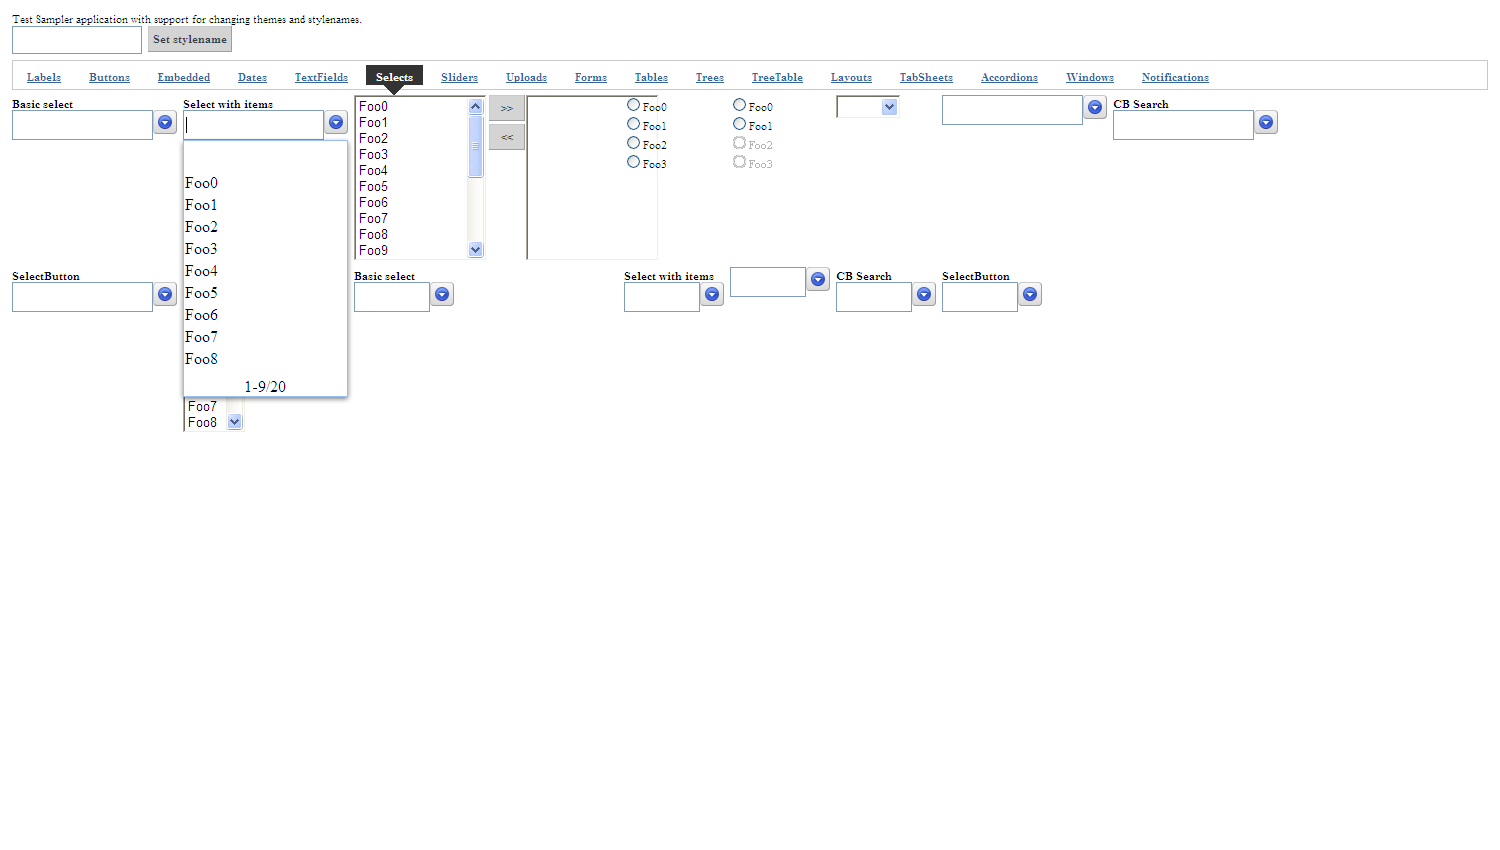 Test Sampler application with support for changing themes and stylenames.
Set stylename
Labels Buttons Embedded Dates TextFields Selects Sliders Uploads Forms Tables Trees TreeTable Layouts TabSheets Accordions Windows Notifications
Basic select
Select with items
Foo0
Foo1
Foo2
Foo3
Foo4
Foo5
Foo6
Foo7
Foo8
1-9/20
Foo0
Foo1
Foo2
Foo3
Foo4
Foo5
Foo6
Foo7
Foo8
Foo9
>>
<<
Foo0
Foo1
Foo2
Foo3
Foo0
Foo1
Foo2
Foo3
CB Search
SelectButton
Foo7
Foo8
Basic select
Select with items
CB Search
SelectButton